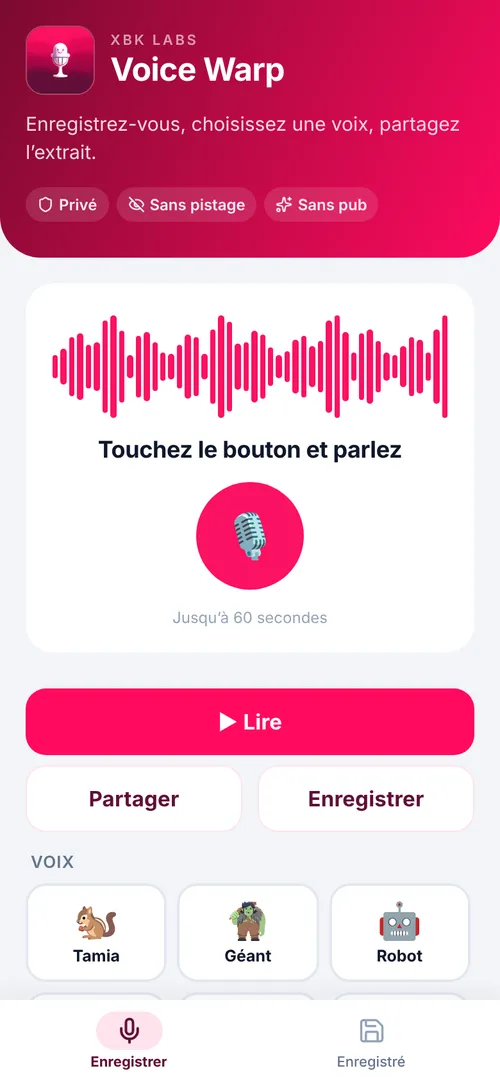 XBK LABS
Voice Warp
Enregistrez-vous, choisissez une voix, partagez
l’extrait.
Privé
Sans pistage
Sans pub
Touchez le bouton et parlez
Jusqu’à 60 secondes
▶ Lire
Partager
Enregistrer
VOIX
Tamia
Géant
Robot
Enregistrer
Enregistré